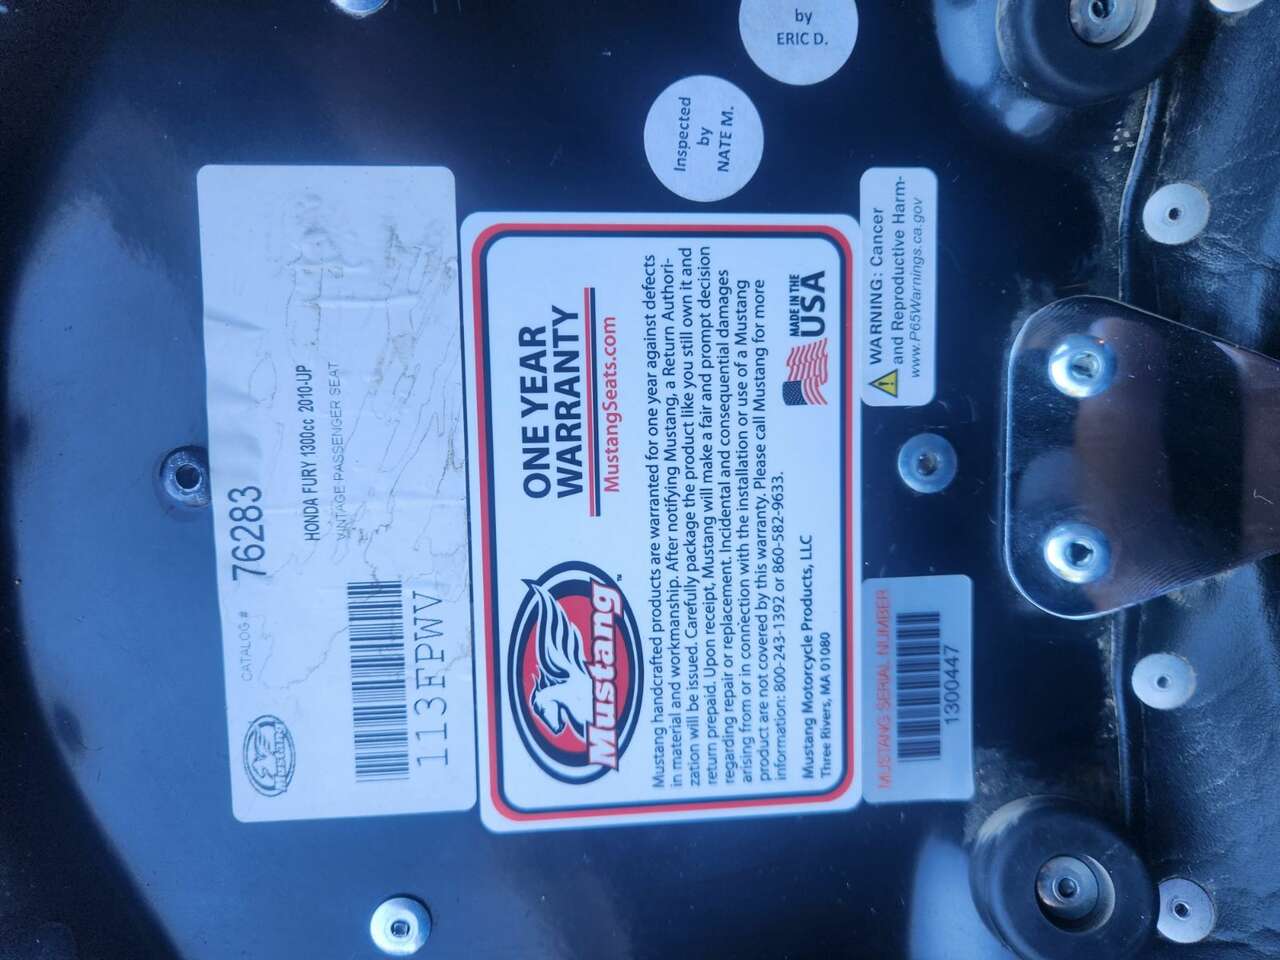 by
ERIC D.
Inspected
by
NATE M.
CATALOG # 76283
HONDA FURY 1300cc 2010-UP
VINTAGE PASSENGER SEAT
113FPWV
Mustang
Mustang™
ONE YEAR
WARRANTY
MustangSeats.com
Mustang handcrafted products are warranted for one year against defects
in material and workmanship. After notifying Mustang, a Return Authori-
zation will be issued. Carefully package the product like you still own it and
return prepaid. Upon receipt, Mustang will make a fair and prompt decision
regarding repair or replacement. Incidental and consequential damages
arising from or in connection with the installation or use of a Mustang
product are not covered by this warranty. Please call Mustang for more
information: 800-243-1392 or 860-582-9633.
Mustang Motorcycle Products, LLC
Three Rivers, MA 01080
MADE IN THE
USA
WARNING: Cancer
and Reproductive Harm-
www.P65Warnings.ca.gov
MUSTANG SERIAL NUMBER
1300447